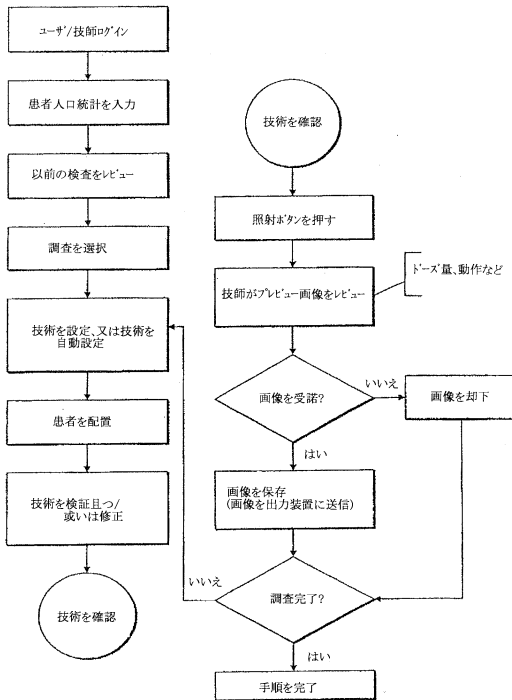 ユーザ/技師ログイン
患者人口統計を入力
以前の検査をレビュー
調査を選択
技術を設定、又は技術を
自動設定
患者を配置
技術を検証且つ/
或いは修正
技術を確認
技術を確認
照射ボタンを押す
技師がプレビュー画像をレビュー
ドーズ量、動作など
画像を受諾?
いいえ
画像を却下
はい
画像を保存
(画像を出力装置に送信)
調査完了?
いいえ
はい
手順を完了